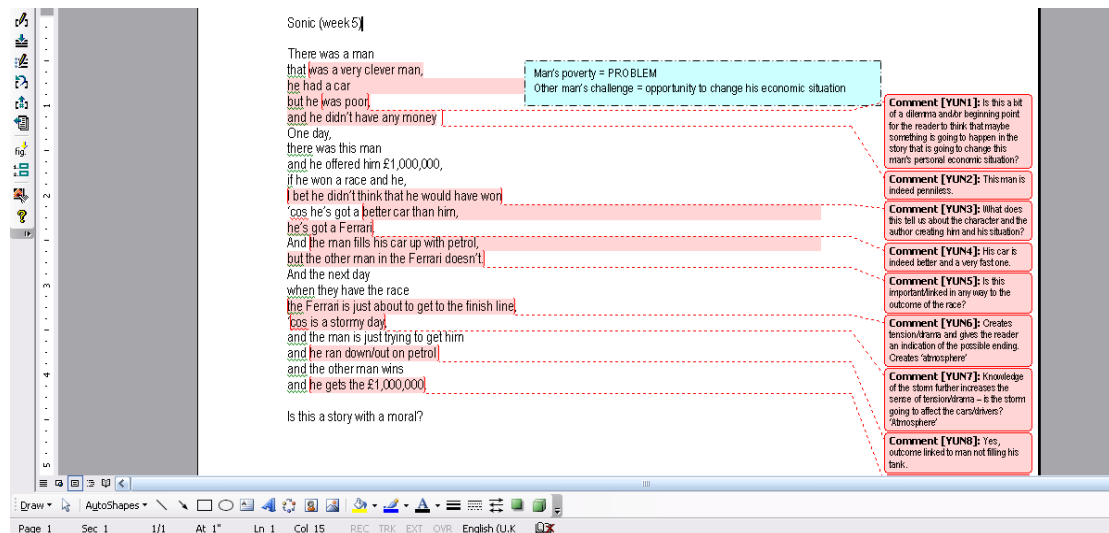 Sonic (week 5)
There was a man
that was a very clever man,
he had a car
but he was poor,
and he didn't have any money
One day,
there was this man
and he offered him £1,000,000,
if he won a race and he,
I bet he didn't think that he would have won
'cos he's got a better car than him,
he's got a Ferrari.
And the man fills his car up with petrol,
but the other man in the Ferrari doesn't.
And the next day
when they have the race
the Ferrari is just about to get to the finish line,
'cos is a stormy day,
and the man is just trying to get him
and he ran down/out on petrol
and the other man wins
and he gets the £1,000,000.
Is this a story with a moral?
Man's poverty = PROBLEM
Other man's challenge = opportunity to change his economic situation
Comment [YUN1]: Is this a bit
of a dilemma and/or beginning point
for the reader to think that maybe
something is going to happen in the
story that is going to change this
man's personal economic situation?
Comment [YUN2]: This man is
indeed penniless.
Comment [YUN3]: What does
this tell us about the character and the
author creating him and his situation?
Comment [YUN4]: His car is
indeed better and a very fast one.
Comment [YUN5]: Is this
important/linked in any way to the
outcome of the race?
Comment [YUN6]: Creates
tension/drama and gives the reader
an indication of the possible ending.
Creates 'atmosphere'
Comment [YUN7]: Knowledge
of the storm further increases the
sense of tension/drama – is the storm
going to affect the cars/drivers?
'Atmosphere'
Comment [YUN8]: Yes,
outcome linked to man not filling his
tank.
fig.
1
2
3
4
5
Draw AutoShapes
Page 1 Sec 1 1/1 At 1" Ln 1 Col 15 REC TRK EXT OVR English (U.K